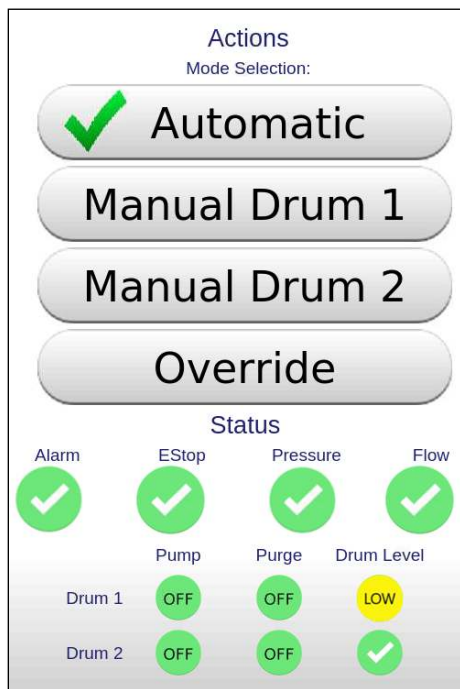 Actions
Mode Selection:
Automatic
Manual Drum 1
Manual Drum 2
Override
Status
Alarm EStop Pressure Flow
Pump Purge Drum Level
Drum 1 OFF OFF LOW
Drum 2 OFF OFF